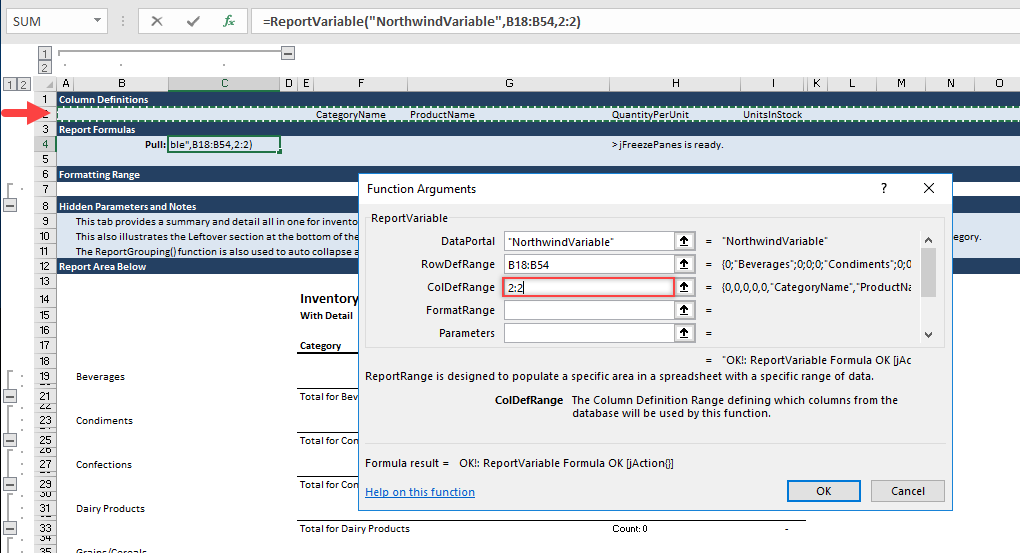 SUM
fx
=ReportVariable("NorthwindVariable",B18:B54,2:2)
1
2
1 2
A B C D E F G H I J K L M N O
1 Column Definitions
2 CategoryName ProductName QuantityPerUnit UnitsInStock
3 Report Formulas
4 Pull: ble",B18:B54,2:2) > jFreezePanes is ready.
5
6 Formatting Range
7
8 Hidden Parameters and Notes
9 This tab provides a summary and detail all in one for invento
10 This also illustrates the Leftover section at the bottom of the
tegory.
11 The ReportGrouping() function is also used to auto collapse a
12 Report Area Below
13
14 Inventory
15 With Detail
16
17 Category
18
19 Beverages
21 Total for Bev
22
23 Condiments
25 Total for Con
26
27 Confections
29 Total for Con
30
31 Dairy Products
33 Total for Dairy Products Count: 0 -
34
35 Grains/Cereals
Function Arguments
?
ReportVariable
DataPortal "NorthwindVariable" = "NorthwindVariable"
RowDefRange B18:B54 = {0;"Beverages";0;0;0;"Condiments";0;0
ColDefRange 2:2 = {0,0,0,0,0,"CategoryName","ProductNa
FormatRange =
Parameters =
= "OK!: ReportVariable Formula OK [jAc
ReportRange is designed to populate a specific area in a spreadsheet with a specific range of data.
ColDefRange The Column Definition Range defining which columns from the
database will be used by this function.
Formula result = OK!: ReportVariable Formula OK [jAction{}]
Help on this function
OK
Cancel